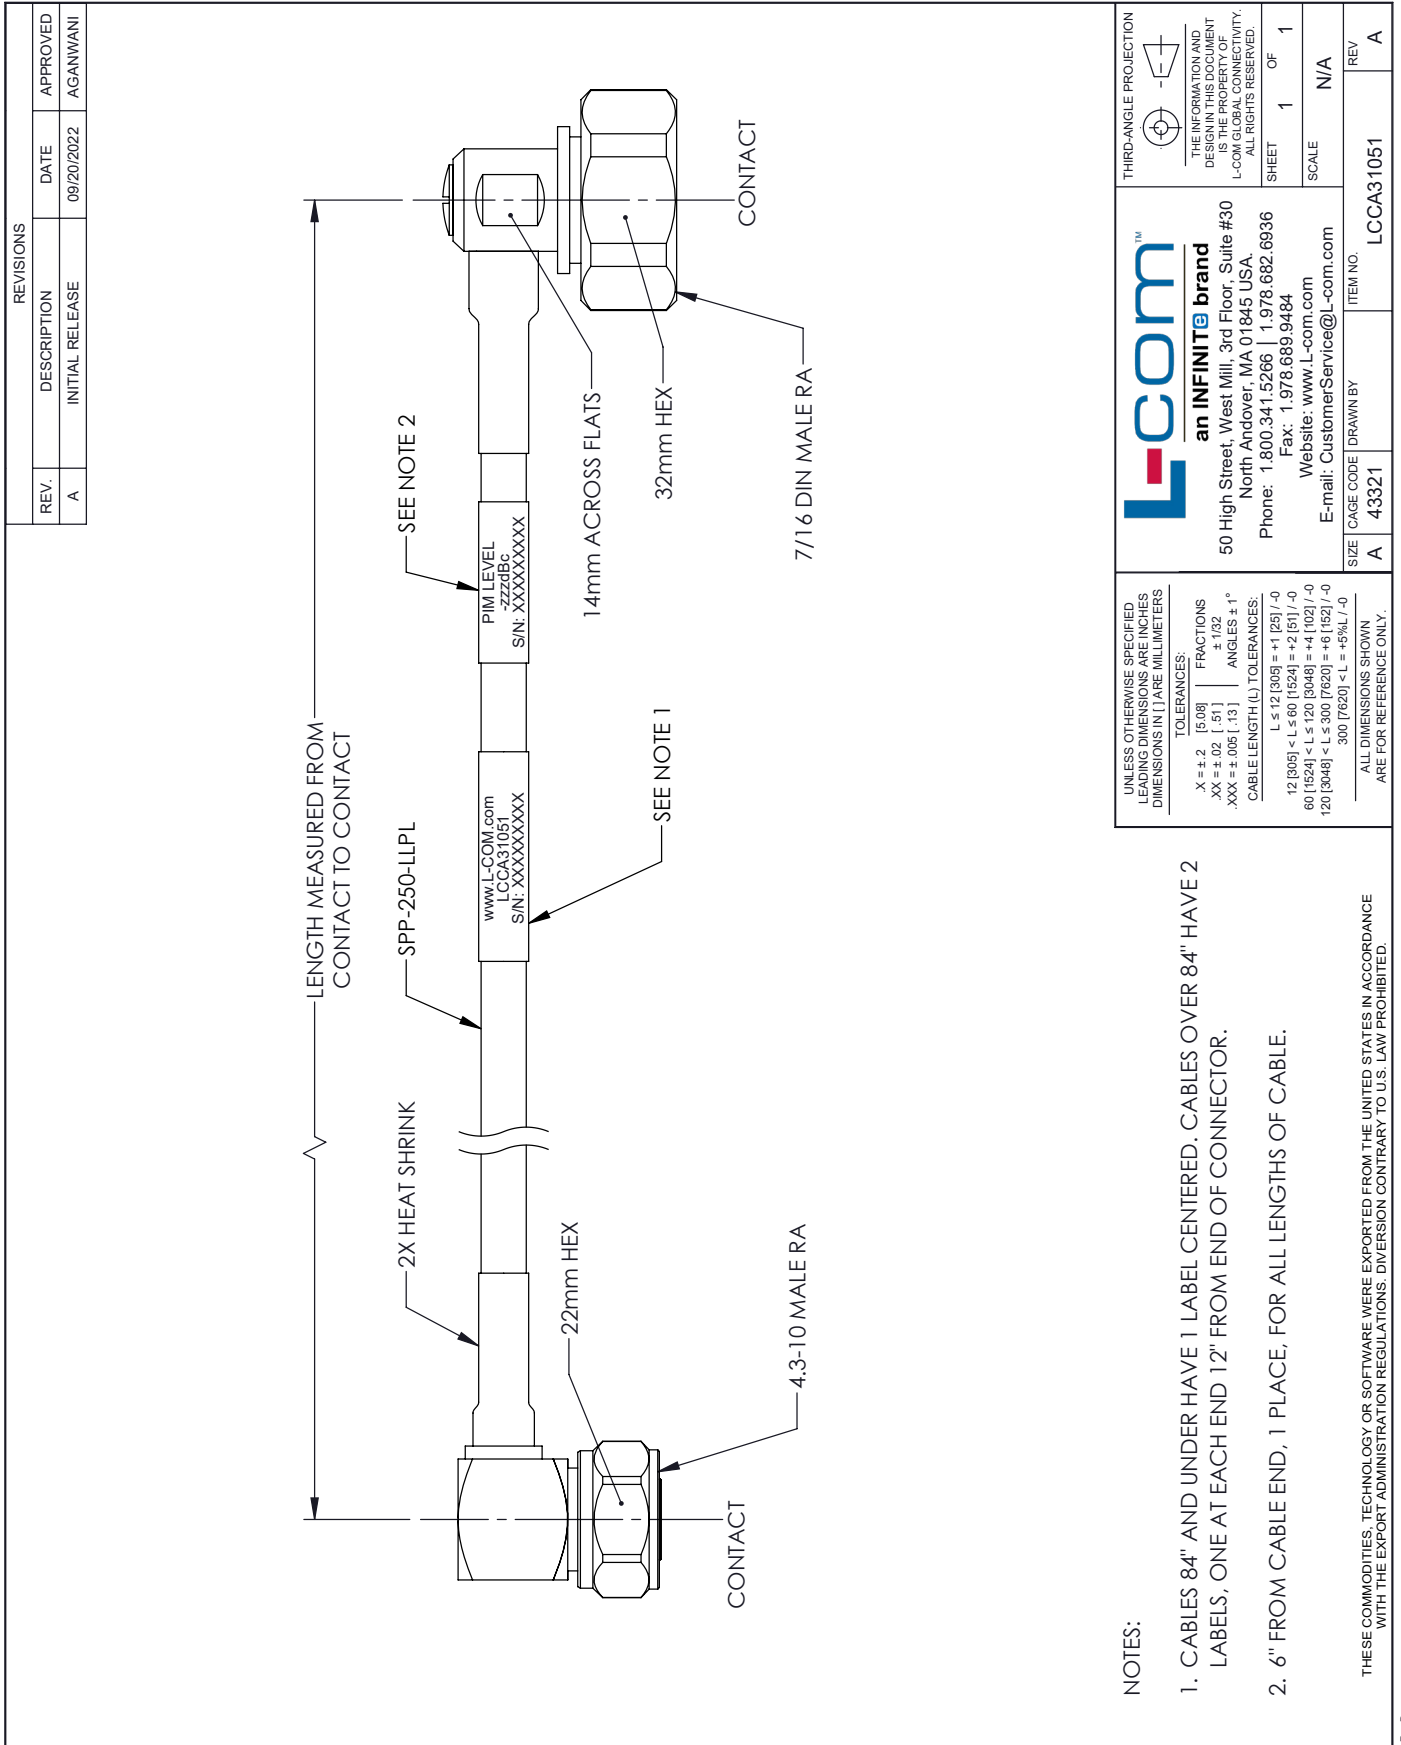 REVISIONS
REV. DESCRIPTION DATE APPROVED
A INITIAL RELEASE 09/20/2022 AGANWANI
LENGTH MEASURED FROM
CONTACT TO CONTACT
2X HEAT SHRINK
SPP-250-LLPL
SEE NOTE 2
www.L-COM.com
LCCA31051
S/N: XXXXXXXXX
PIM LEVEL
-zzzdBc
S/N: XXXXXXXXX
22mm HEX
14mm ACROSS FLATS
SEE NOTE 1
32mm HEX
CONTACT
CONTACT
4.3-10 MALE RA
7/16 DIN MALE RA
NOTES:
1. CABLES 84" AND UNDER HAVE 1 LABEL CENTERED. CABLES OVER 84" HAVE 2
LABELS, ONE AT EACH END 12" FROM END OF CONNECTOR.
2. 6" FROM CABLE END, 1 PLACE, FOR ALL LENGTHS OF CABLE.
THESE COMMODITIES, TECHNOLOGY OR SOFTWARE WERE EXPORTED FROM THE UNITED STATES IN ACCORDANCE
WITH THE EXPORT ADMINISTRATION REGULATIONS. DIVERSION CONTRARY TO U.S. LAW PROHIBITED.
UNLESS OTHERWISE SPECIFIED
LEADING DIMENSIONS ARE INCHES
DIMENSIONS IN [ ] ARE MILLIMETERS
TOLERANCES:
.X = ± .2 [5.08] FRACTIONS
.XX = ± .02 [ .51 ] ± 1/32
.XXX = ± .005 [ .13 ] ANGLES ± 1°
CABLE LENGTH (L) TOLERANCES:
L ≤ 12 [305] = +1 [25] / -0
12 [305] < L ≤ 60 [1524] = +2 [51] / -0
60 [1524] < L ≤ 120 [3048] = +4 [102] / -0
120 [3048] < L ≤ 300 [7620] = +6 [152] / -0
300 [7620] < L = +5%L / -0
ALL DIMENSIONS SHOWN
ARE FOR REFERENCE ONLY.
L-com™
an INFINITe brand
50 High Street, West Mill, 3rd Floor, Suite #30
North Andover, MA 01845 USA.
Phone: 1.800.341.5266 | 1.978.682.6936
Fax: 1.978.689.9484
Website: www.L-com.com
E-mail: CustomerService@L-com.com
THIRD-ANGLE PROJECTION
THE INFORMATION AND
DESIGN IN THIS DOCUMENT
IS THE PROPERTY OF
L-COM GLOBAL CONNECTIVITY.
ALL RIGHTS RESERVED.
SHEET 1 OF 1
SCALE N/A
SIZE A
CAGE CODE 43321
DRAWN BY
ITEM NO. LCCA31051
REV A